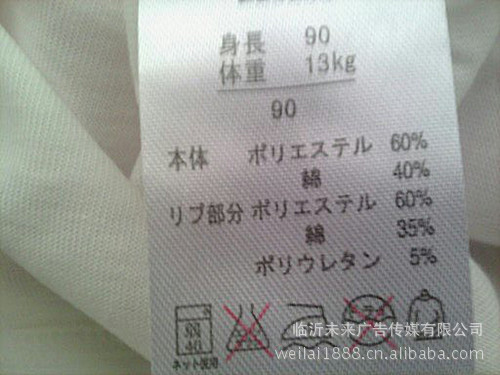 身長 90
体重 13kg
90
本体 ポリエステル 60%
綿 40%
リブ部分 ポリエステル 60%
綿 35%
ポリウレタン 5%
40
ネット使用
临沂未来广告传媒有限公司
weilai1888.cn.alibaba.com